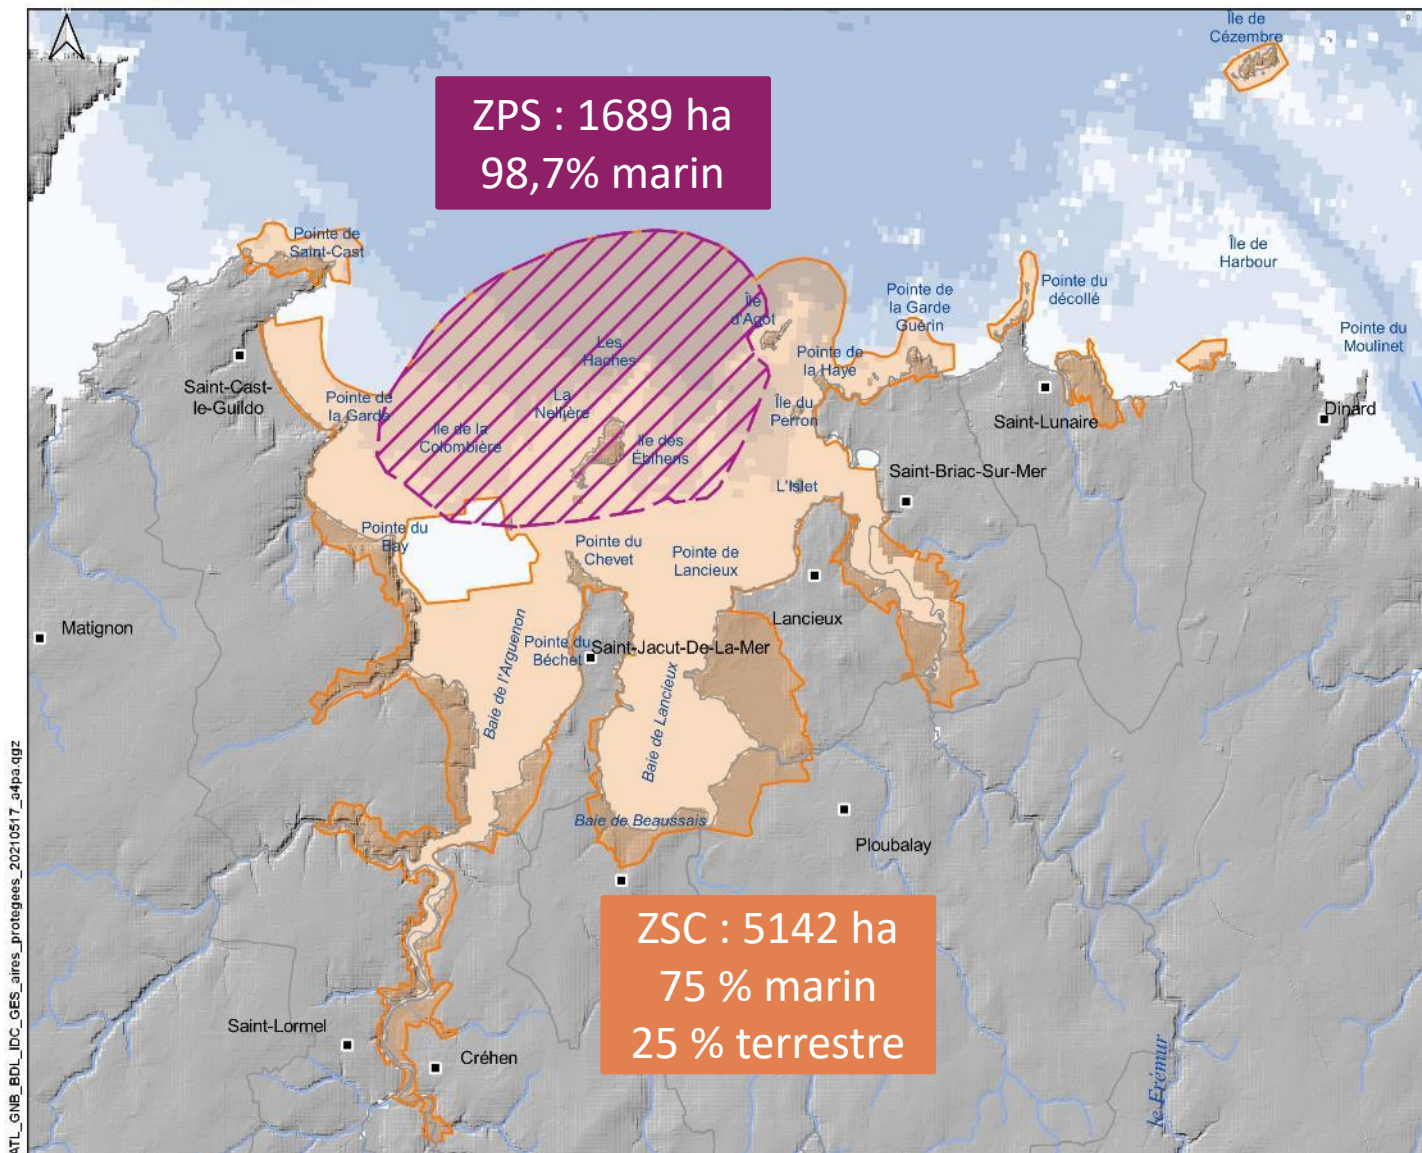 Île de
Cézembre
ZPS : 1689 ha
98,7% marin
Pointe de
Saint-Cast
Île de
Harbour
Pointe du
décollé
Île
d'Agot
Pointe de
la Garde
Guérin
Pointe du
Moulinet
Les
Haches
Pointe de
la Haye
Saint-Cast-
le-Guildo
Pointe de
la Garde
La
Nellière
Île du
Perron
Saint-Lunaire
Dinard
Ile de la
Colombière
Ile des
Ébihens
L'Islet
Saint-Briac-Sur-Mer
Pointe du
Bay
Pointe du
Chevet
Pointe de
Lancieux
Matignon
Lancieux
Baie de l'Arguenon
Pointe du
Béchet
Saint-Jacut-De-La-Mer
Baie de Lancieux
Baie de Beaussais
Ploubalay
ZSC : 5142 ha
75 % marin
25 % terrestre
Saint-Lormel
Créhen
le Frémur
ATL_GNB_BDL_IDC_GES_aires_protegees_20210517_a4pa.qgz